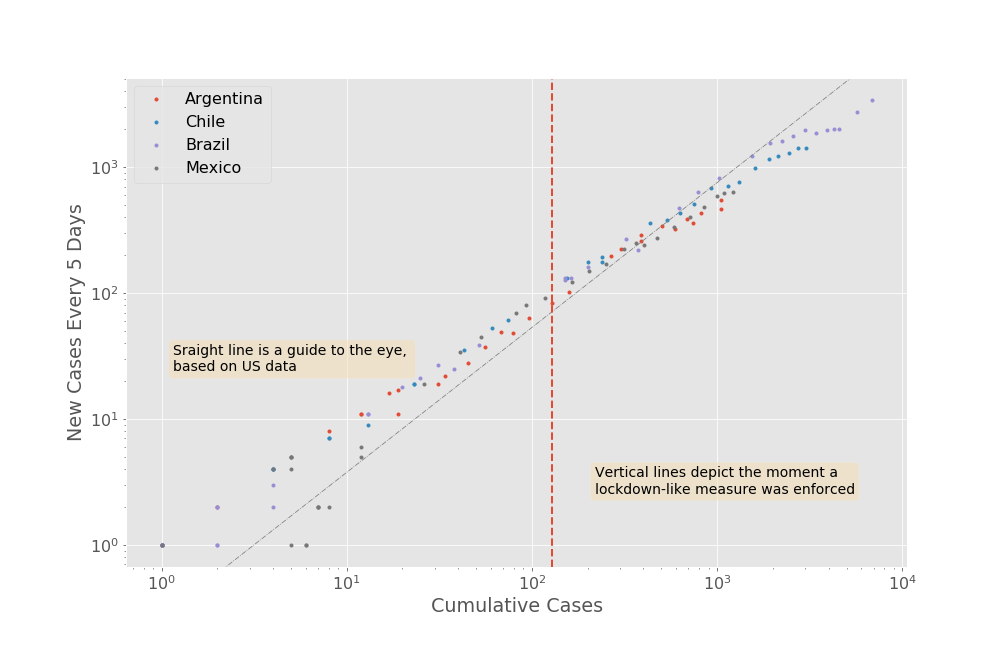 Argentina
Chile
Brazil
Mexico
New Cases Every 5 Days
10³
10²
10¹
10⁰
Sraight line is a guide to the eye,
based on US data
Vertical lines depict the moment a
lockdown-like measure was enforced
10⁰ 10¹ 10² 10³ 10⁴
Cumulative Cases